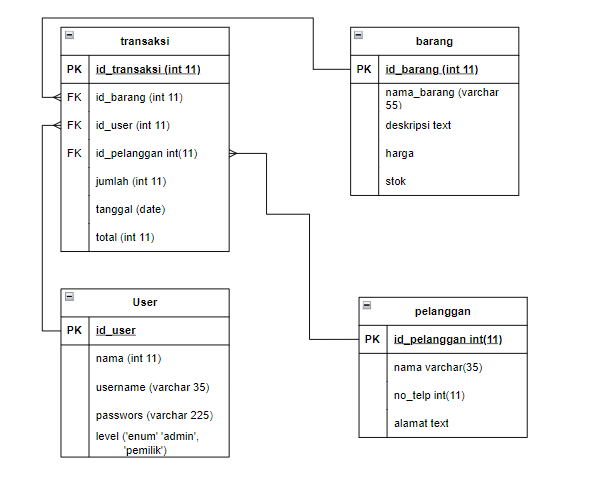 transaksi
PK id_transaksi (int 11)
FK id_barang (int 11)
FK id_user (int 11)
FK id_pelanggan int(11)
jumlah (int 11)
tanggal (date)
total (int 11)
barang
PK id_barang (int 11)
nama_barang (varchar
55)
deskripsi text
harga
stok
User
PK id_user
nama (int 11)
username (varchar 35)
passwors (varchar 225)
level ('enum' 'admin',
'pemilik')
pelanggan
PK id_pelanggan int(11)
nama varchar(35)
no_telp int(11)
alamat text